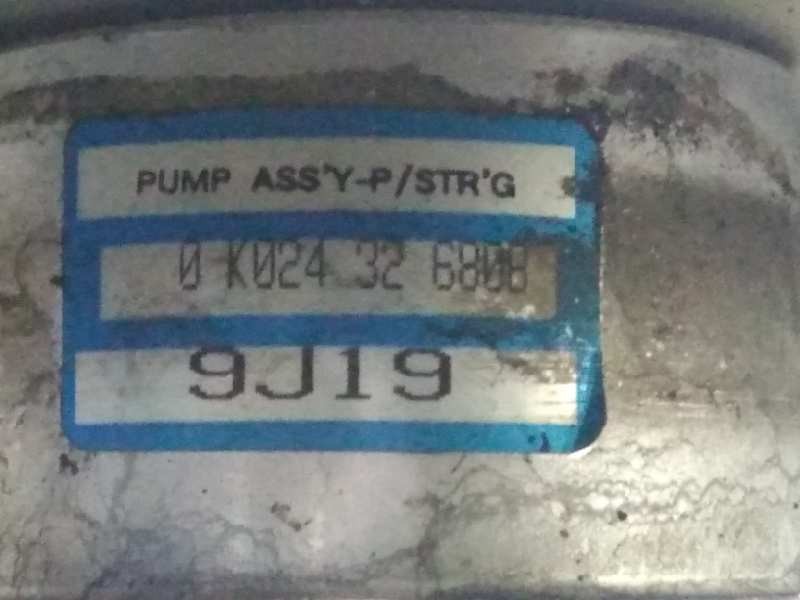 PUMP ASS'Y-P/STR'G
0 K024 32 680B
9J19